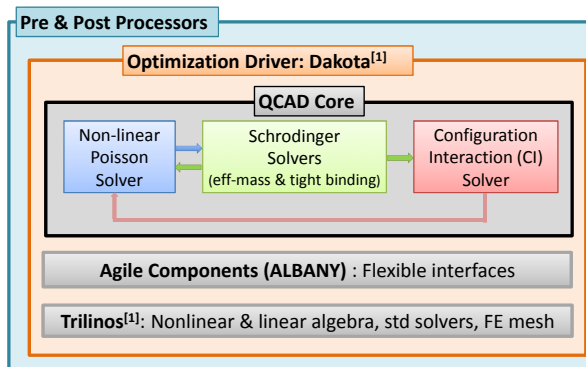 Pre & Post Processors
Optimization Driver: Dakota[1]
QCAD Core
Non-linear
Poisson
Solver
Schrodinger
Solvers
(eff-mass & tight binding)
Configuration
Interaction (CI)
Solver
Agile Components (ALBANY) : Flexible interfaces
Trilinos[1]: Nonlinear & linear algebra, std solvers, FE mesh